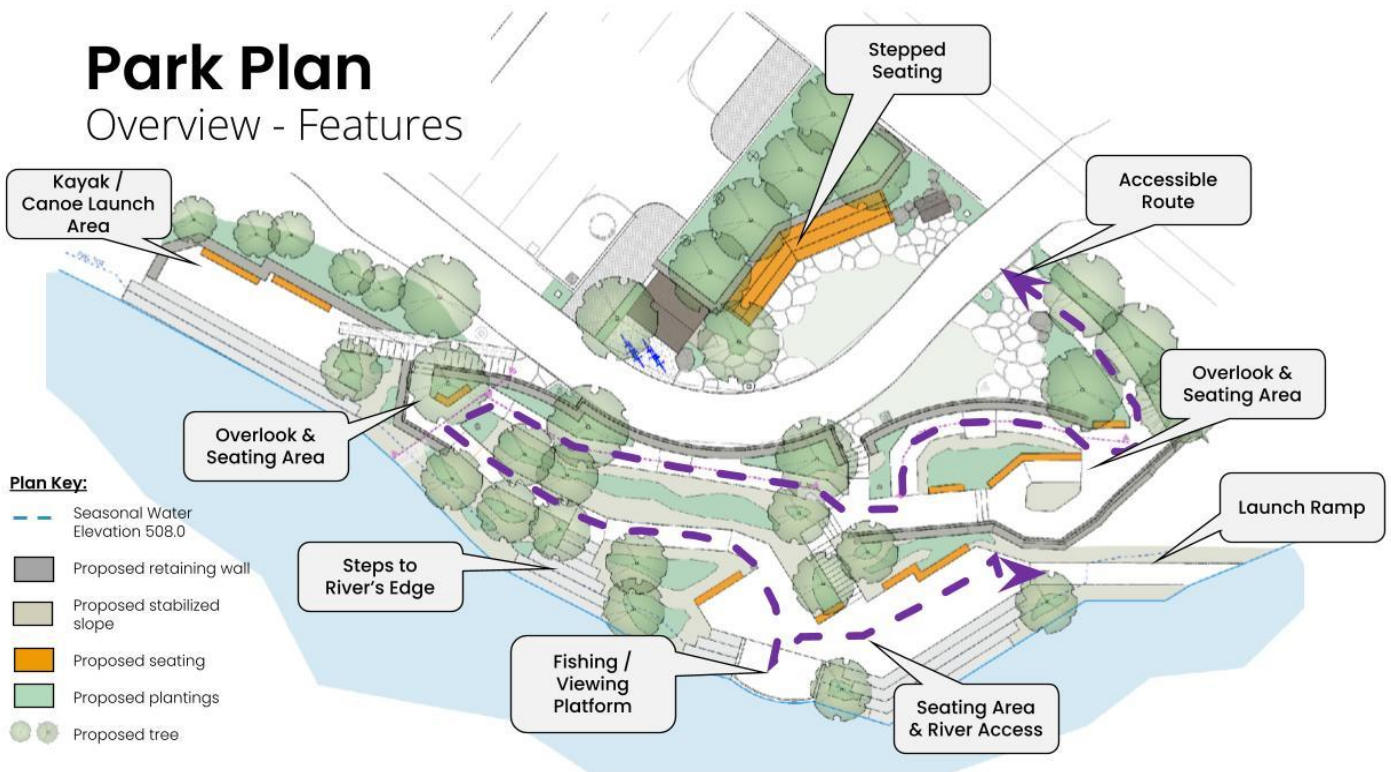 Park Plan
Overview - Features
Stepped
Seating
Kayak /
Canoe Launch
Area
Accessible
Route
Overlook &
Seating Area
Overlook &
Seating Area
Launch Ramp
Steps to
River's Edge
Fishing /
Viewing
Platform
Seating Area
& River Access
Plan Key:
Seasonal Water
Elevation 508.0
Proposed retaining wall
Proposed stabilized
slope
Proposed seating
Proposed plantings
Proposed tree